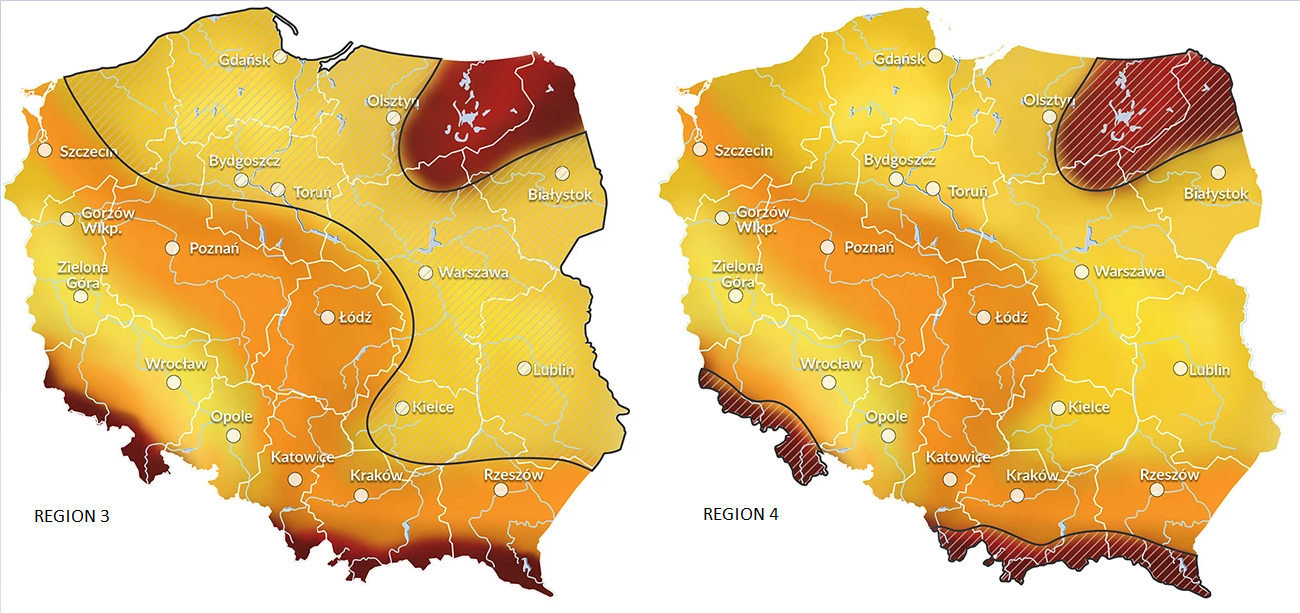 Gdańsk
Olsztyn
Szczecin
Bydgoszcz
Toruń
Białystok
Gorzów
Wlkp.
Poznań
Zielona
Góra
Warszawa
Łódź
Wrocław
Lublin
Kielce
Opole
Katowice
Kraków
Rzeszów
REGION 3
Gdańsk
Olsztyn
Szczecin
Bydgoszcz
Toruń
Białystok
Gorzów
Wlkp.
Poznań
Zielona
Góra
Warszawa
Łódź
Wrocław
Lublin
Kielce
Opole
Katowice
Kraków
Rzeszów
REGION 4